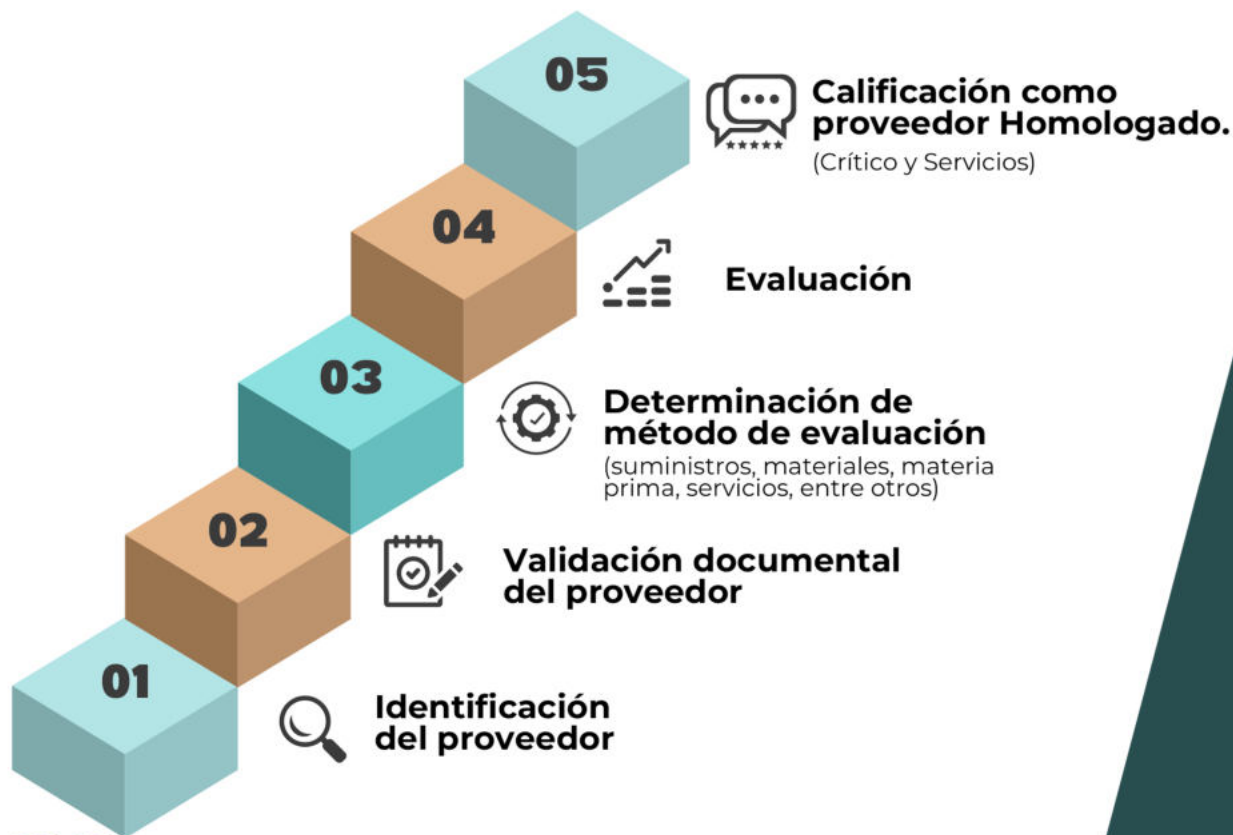 05
Calificación como
proveedor Homologado.
(Crítico y Servicios)
04
Evaluación
03
Determinación de
método de evaluación
(suministros, materiales, materia
prima, servicios, entre otros)
02
Validación documental
del proveedor
01
Identificación
del proveedor